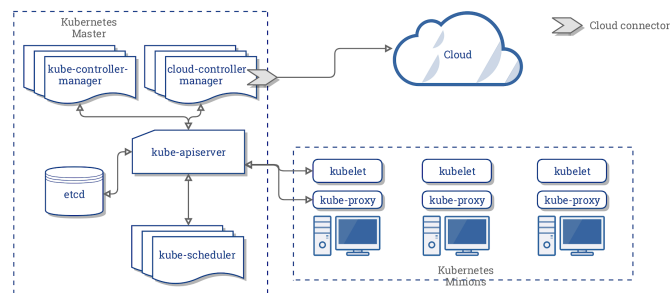 Kubernetes
Master
Cloud connector
kube-controller-
manager
cloud-controller
manager
Cloud
kube-apiserver
etcd
kubelet
kubelet
kubelet
kube-proxy
kube-proxy
kube-proxy
kube-scheduler
Kubernetes
Minions